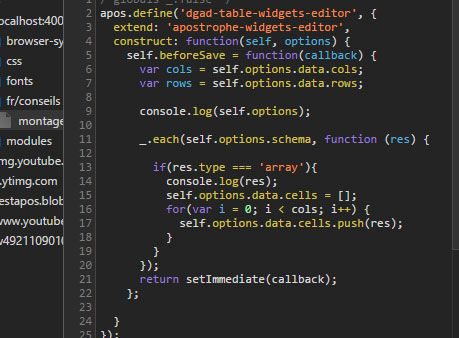 ocalhost:400
browser-sy
css
fonts
fr/conseils
montage
modules
mg.youtube.
.ytimg.com
estapos.blob
www.youtube
w4921109010
2 apos.define('dgad-table-widgets-editor', {
3 extend: 'apostrophe-widgets-editor',
4 construct: function(self, options) {
5 self.beforeSave = function(callback) {
6 var cols = self.options.data.cols;
7 var rows = self.options.data.rows;
8
9 console.log(self.options);
10
11 _.each(self.options.schema, function (res) {
12
13 if(res.type === 'array'){
14 console.log(res);
15 self.options.data.cells = [];
16 for(var i = 0; i < cols; i++) {
17 self.options.data.cells.push(res);
18 }
19 }
20 });
21 return setImmediate(callback);
22 };
23
24 }
25 });